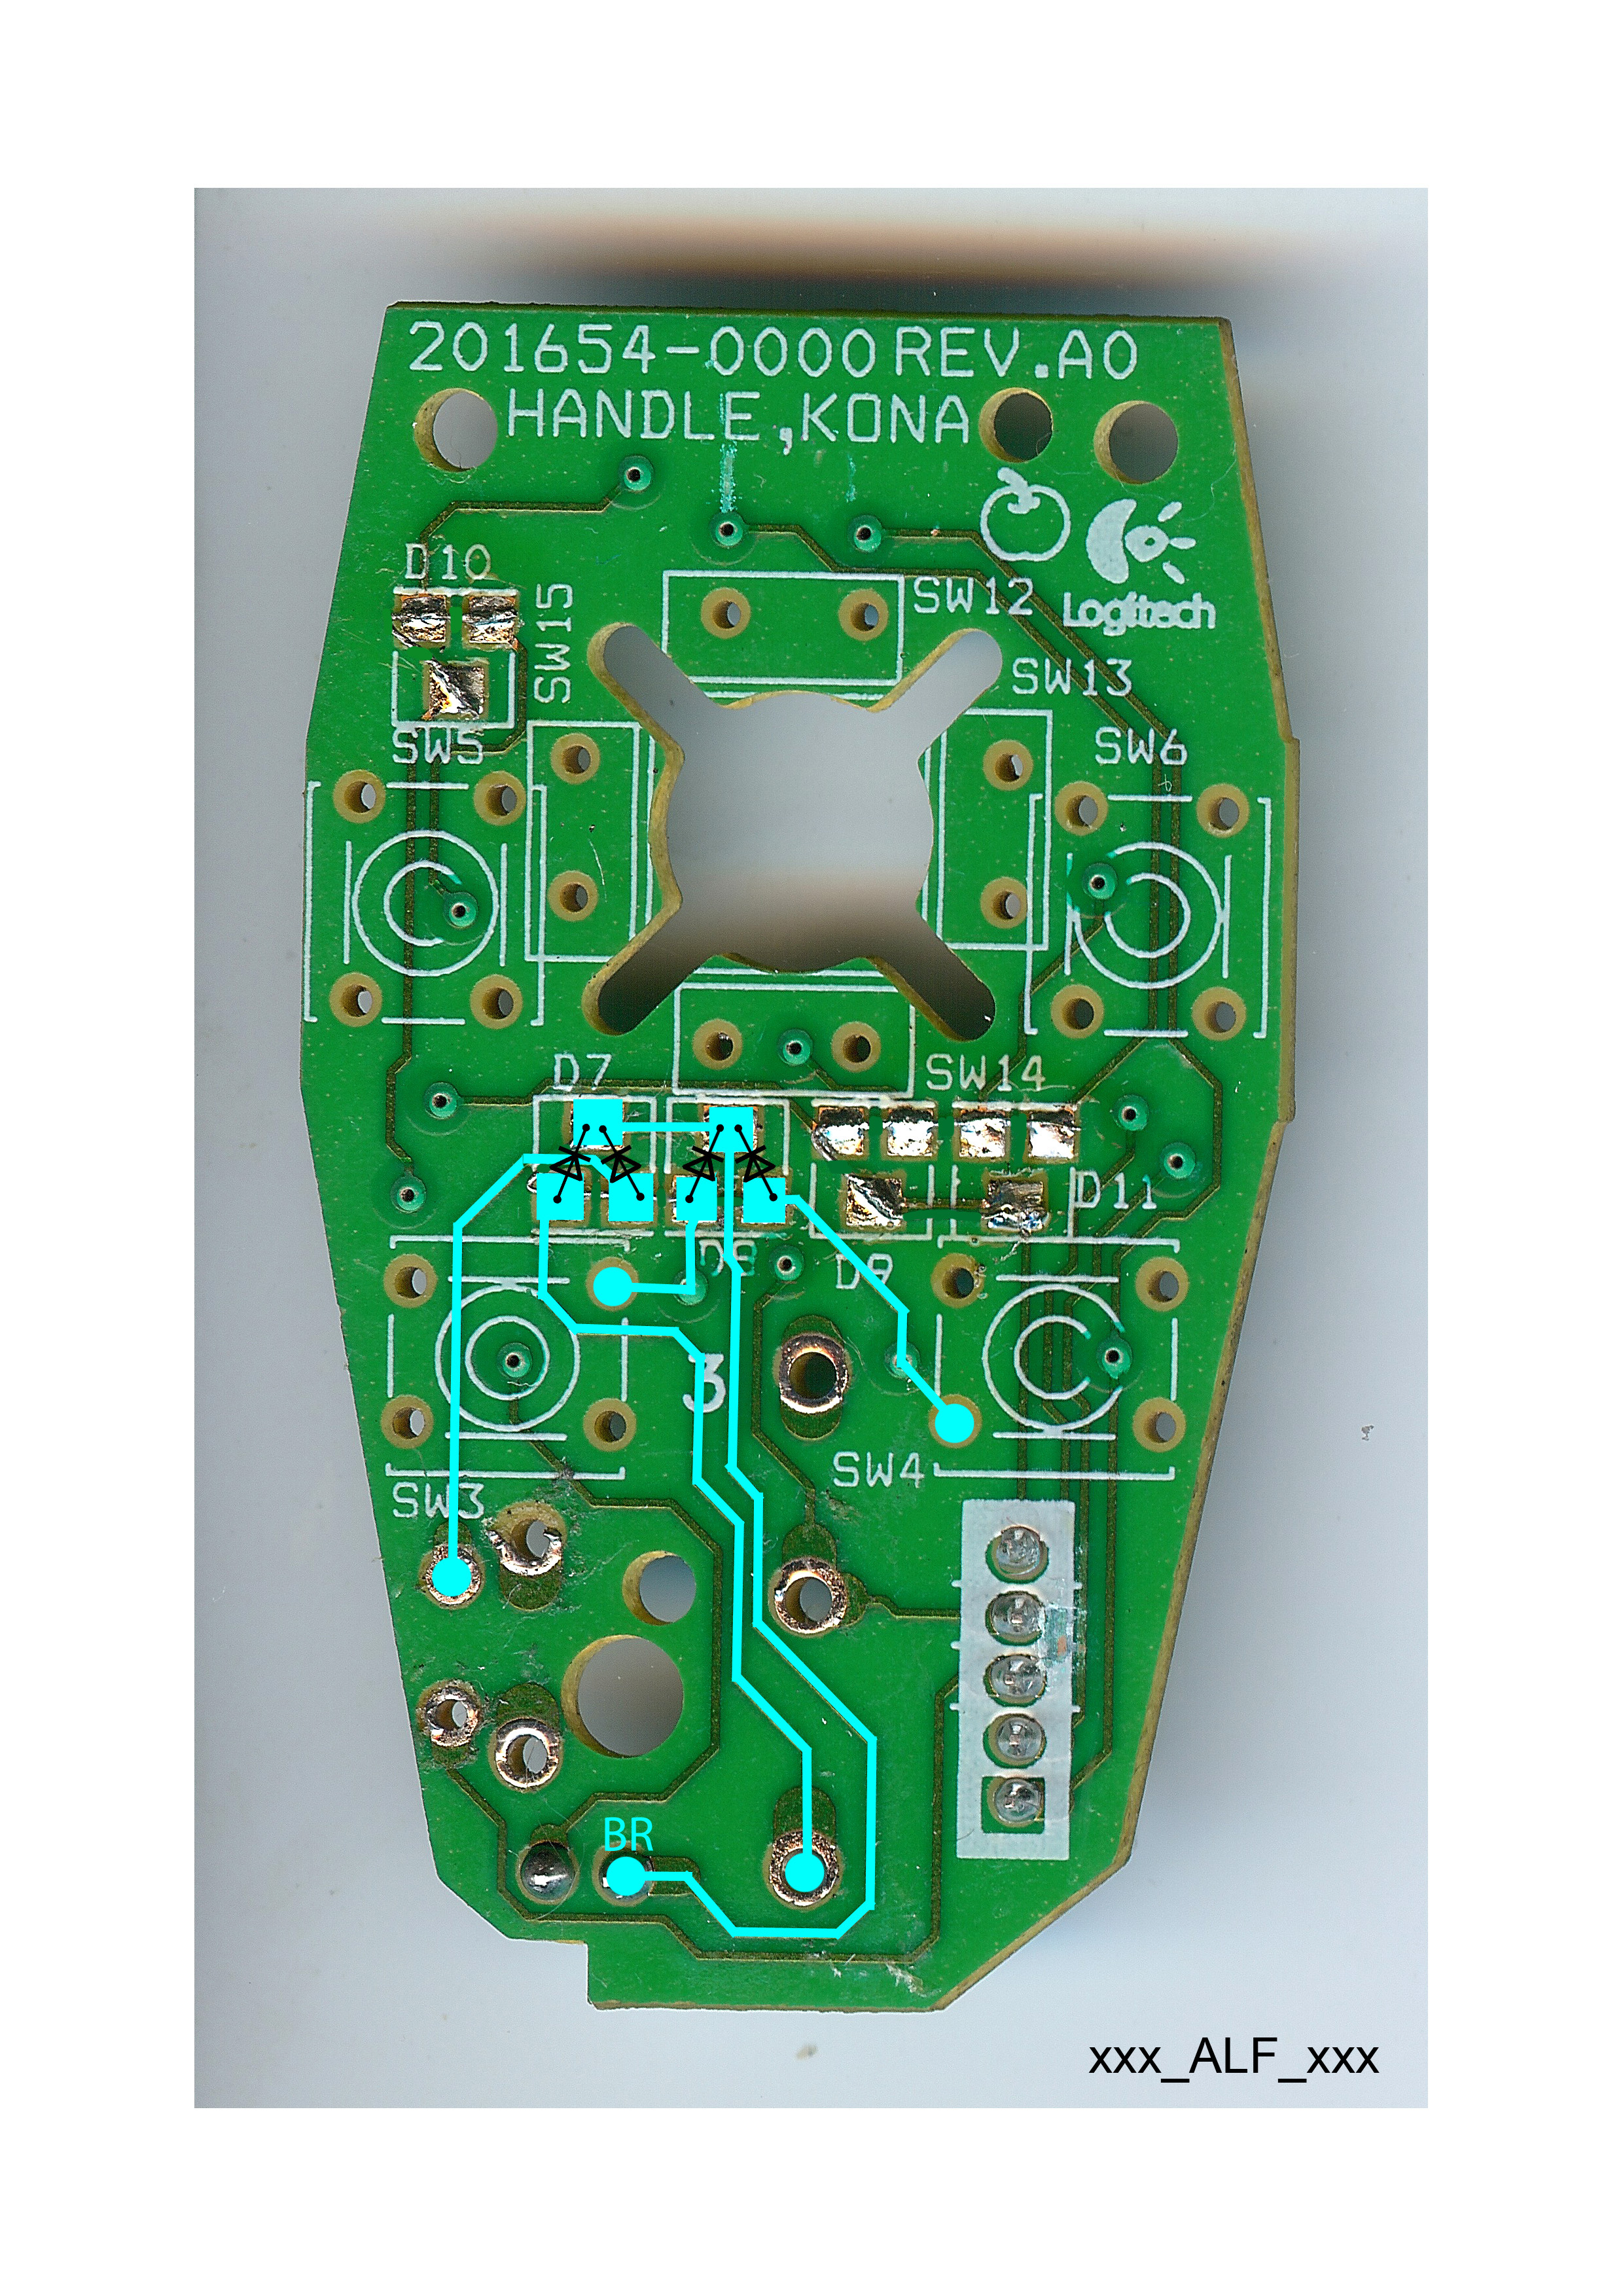 201654-0000 REV.A0
HANDLE,KONA
Logitech
D10
SW15
SW12
SW13
SW5
SW6
D7
SW14
D11
D8
D9
3
SW4
SW3
BR
xxx_ALF_xxx